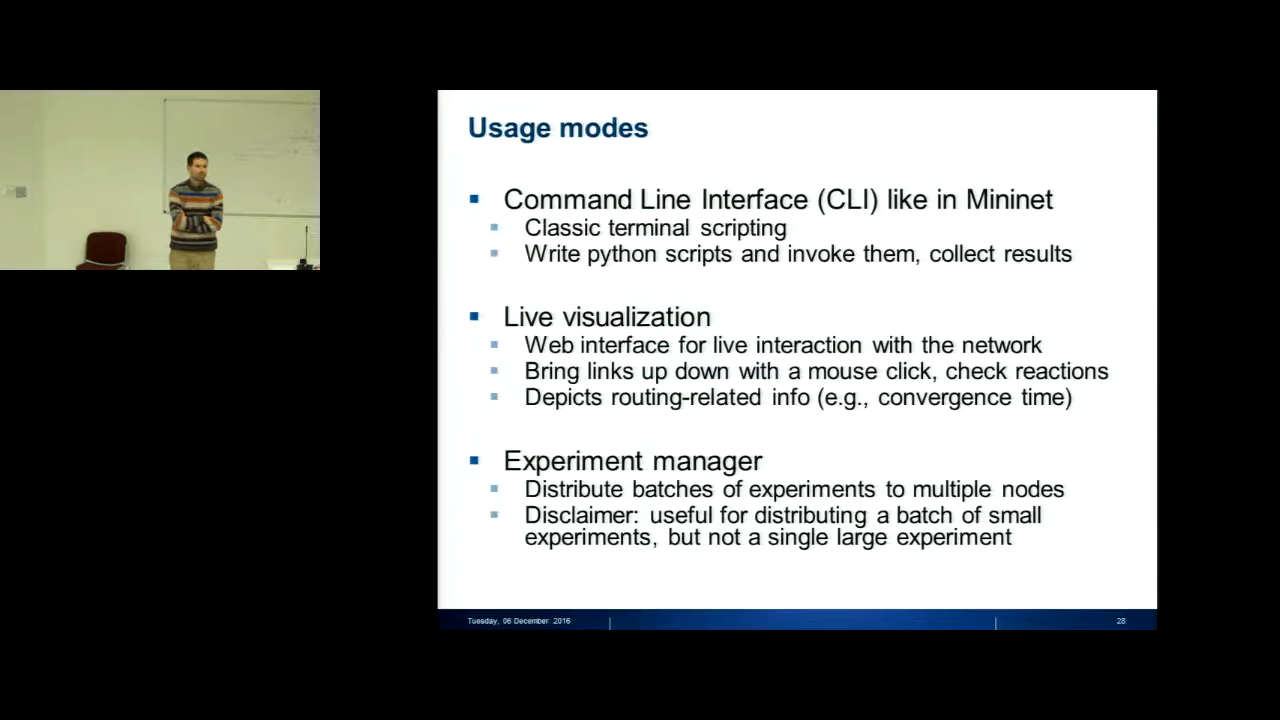 Usage modes
Command Line Interface (CLI) like in Mininet
Classic terminal scripting
Write python scripts and invoke them, collect results
Live visualization
Web interface for live interaction with the network
Bring links up down with a mouse click, check reactions
Depicts routing-related info (e.g., convergence time)
Experiment manager
Distribute batches of experiments to multiple nodes
Disclaimer: useful for distributing a batch of small
experiments, but not a single large experiment
Tuesday, 06 December 2016
28